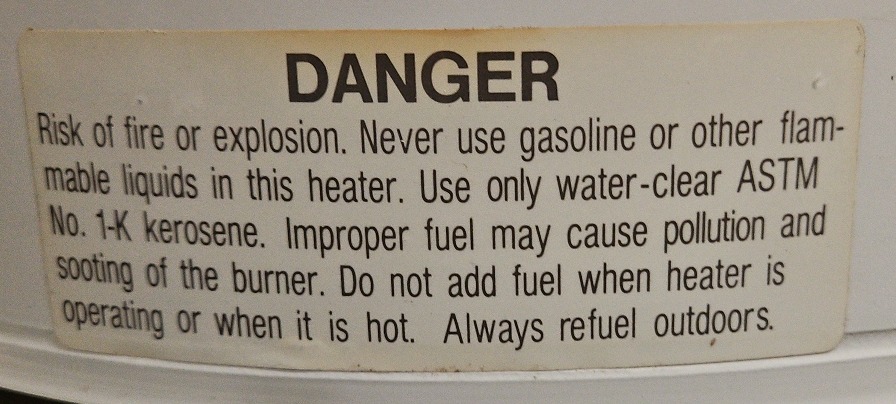 DANGER
Risk of fire or explosion. Never use gasoline or other flam-
mable liquids in this heater. Use only water-clear ASTM
No. 1-K kerosene. Improper fuel may cause pollution and
sooting of the burner. Do not add fuel when heater is
operating or when it is hot. Always refuel outdoors.